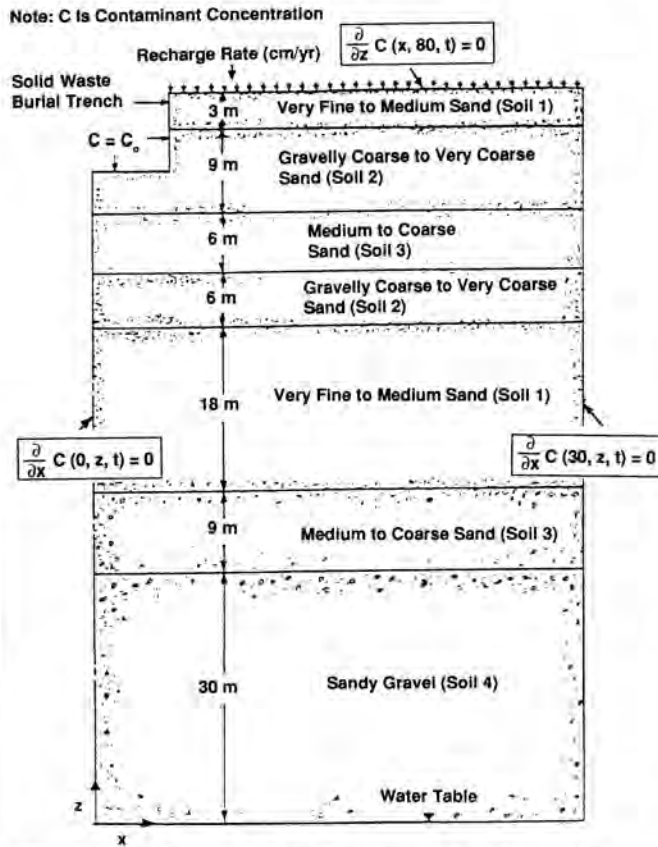 Note: C Is Contaminant Concentration
∂/∂z C (x, 80, t) = 0
Recharge Rate (cm/yr)
Solid Waste
Burial Trench
3 m
Very Fine to Medium Sand (Soil 1)
C = Cₒ
9 m
Gravelly Coarse to Very Coarse
Sand (Soil 2)
6 m
Medium to Coarse
Sand (Soil 3)
6 m
Gravelly Coarse to Very Coarse
Sand (Soil 2)
18 m
Very Fine to Medium Sand (Soil 1)
∂/∂x C (0, z, t) = 0
∂/∂x C (30, z, t) = 0
9 m
Medium to Coarse Sand (Soil 3)
30 m
Sandy Gravel (Soil 4)
Water Table
z
x